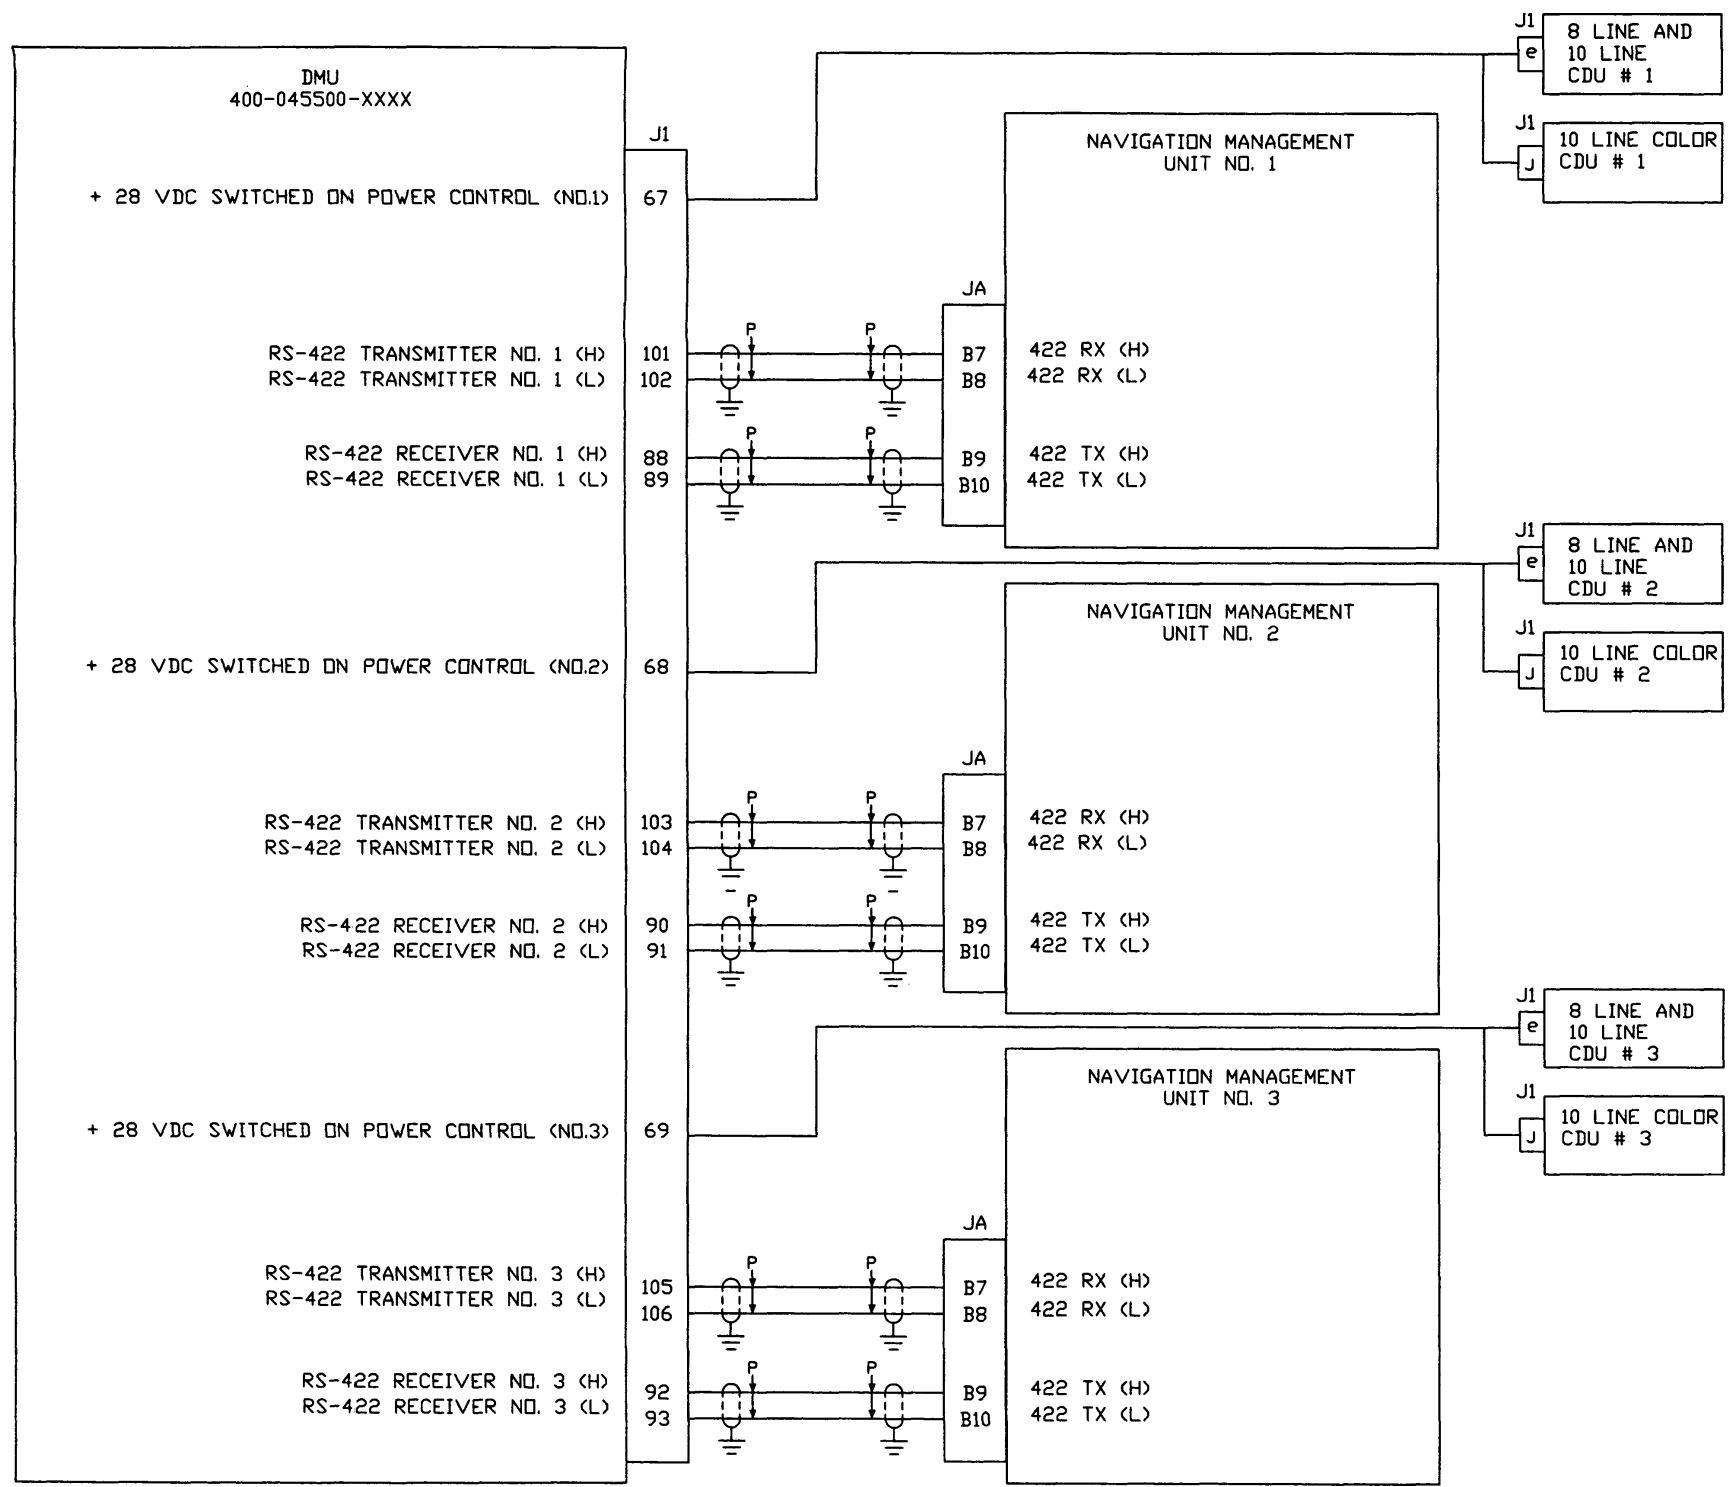 DMU
400-045500-XXXX
J1
+ 28 VDC SWITCHED ON POWER CONTROL (NO.1) 67
J1
e
8 LINE AND
10 LINE
CDU # 1
J1
J
10 LINE COLOR
CDU # 1
NAVIGATION MANAGEMENT
UNIT NO. 1
JA
P P
RS-422 TRANSMITTER NO. 1 (H) 101 B7 422 RX (H)
RS-422 TRANSMITTER NO. 1 (L) 102 B8 422 RX (L)
P P
RS-422 RECEIVER NO. 1 (H) 88 B9 422 TX (H)
RS-422 RECEIVER NO. 1 (L) 89 B10 422 TX (L)
J1
e
8 LINE AND
10 LINE
CDU # 2
J1
J
10 LINE COLOR
CDU # 2
NAVIGATION MANAGEMENT
UNIT NO. 2
+ 28 VDC SWITCHED ON POWER CONTROL (NO.2) 68
JA
P P
RS-422 TRANSMITTER NO. 2 (H) 103 B7 422 RX (H)
RS-422 TRANSMITTER NO. 2 (L) 104 B8 422 RX (L)
P P
RS-422 RECEIVER NO. 2 (H) 90 B9 422 TX (H)
RS-422 RECEIVER NO. 2 (L) 91 B10 422 TX (L)
J1
e
8 LINE AND
10 LINE
CDU # 3
J1
J
10 LINE COLOR
CDU # 3
NAVIGATION MANAGEMENT
UNIT NO. 3
+ 28 VDC SWITCHED ON POWER CONTROL (NO.3) 69
JA
P P
RS-422 TRANSMITTER NO. 3 (H) 105 B7 422 RX (H)
RS-422 TRANSMITTER NO. 3 (L) 106 B8 422 RX (L)
P P
RS-422 RECEIVER NO. 3 (H) 92 B9 422 TX (H)
RS-422 RECEIVER NO. 3 (L) 93 B10 422 TX (L)